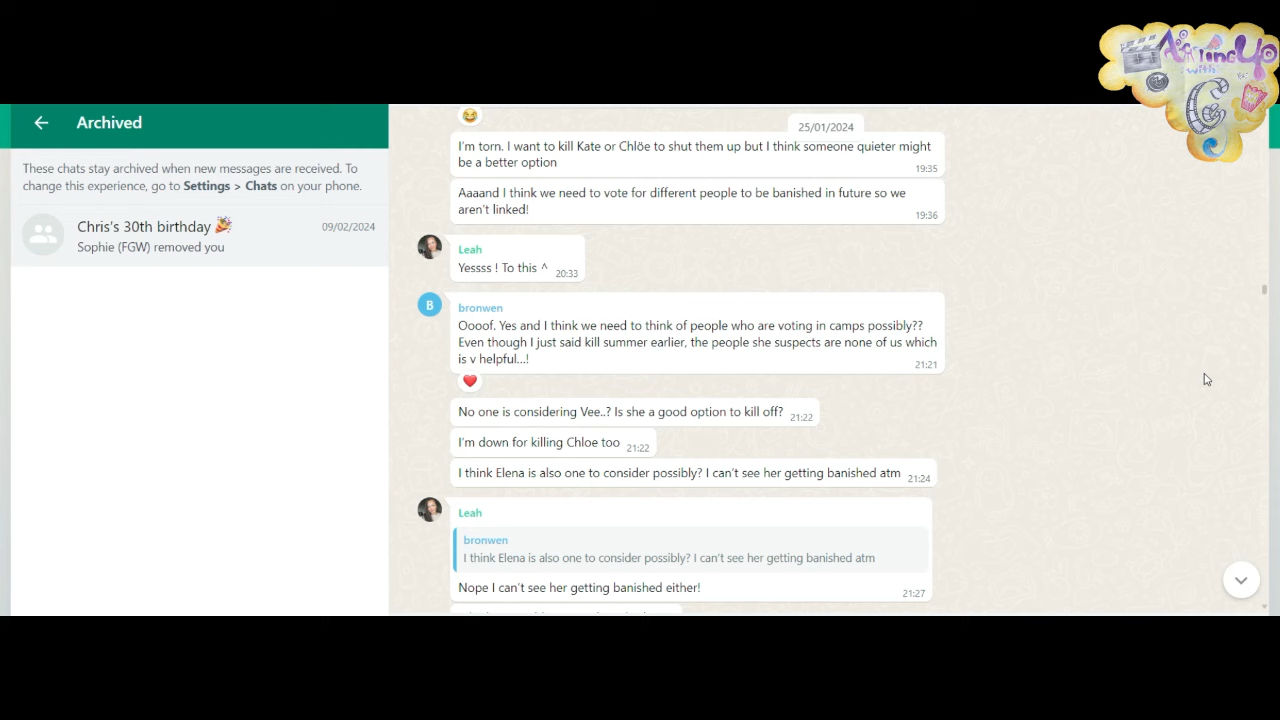 Acting Up
with
Archived
These chats stay archived when new messages are received. To
change this experience, go to Settings > Chats on your phone.
Chris's 30th birthday 🎉
09/02/2024
Sophie (FGW) removed you
😂
25/01/2024
I'm torn. I want to kill Kate or Chlöe to shut them up but I think someone quieter might
be a better option
19:35
Aaaand I think we need to vote for different people to be banished in future so we
aren't linked!
19:36
Leah
Yessss ! To this ^ 20:33
B
bronwen
Oooof. Yes and I think we need to think of people who are voting in camps possibly??
Even though I just said kill summer earlier, the people she suspects are none of us which
is v helpful...!
21:21
❤️
No one is considering Vee..? Is she a good option to kill off? 21:22
I'm down for killing Chloe too 21:22
I think Elena is also one to consider possibly? I can't see her getting banished atm 21:24
Leah
bronwen
I think Elena is also one to consider possibly? I can't see her getting banished atm
Nope I can't see her getting banished either!
21:27